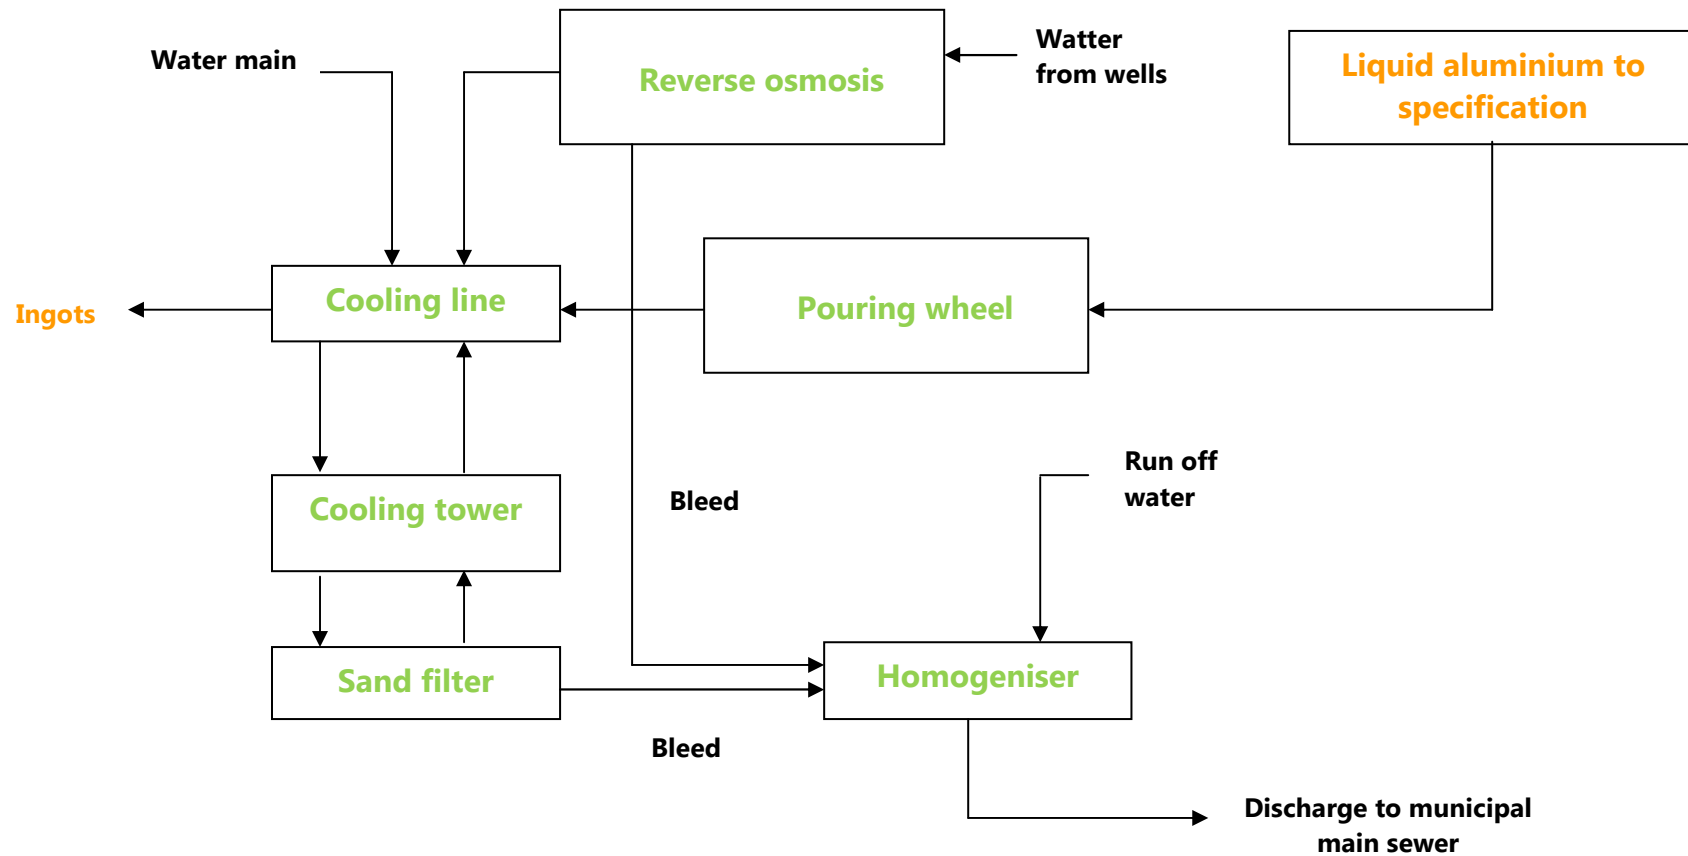 Water main
Reverse osmosis
Watter
from wells
Liquid aluminium to
specification
Ingots
Cooling line
Pouring wheel
Cooling tower
Bleed
Run off
water
Sand filter
Homogeniser
Bleed
Discharge to municipal
main sewer